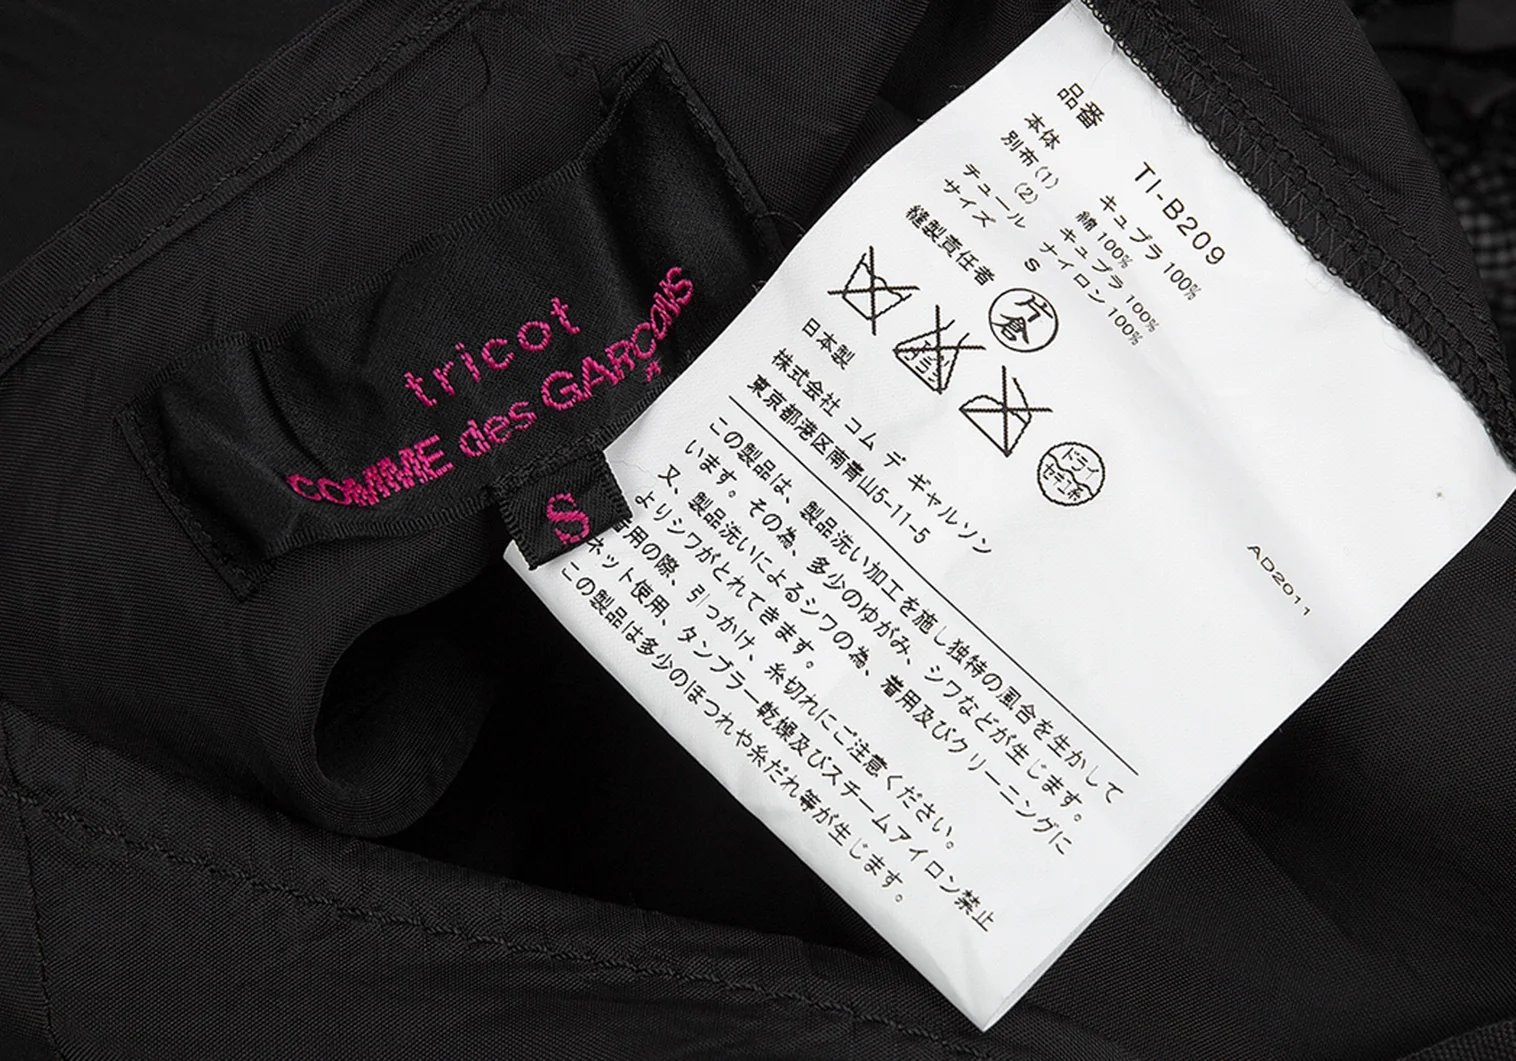 tricot
COMME des GARÇONS
S
品番 TI-B209
本体 キュプラ 100%
別布(1) 綿 100%
(2) キュプラ 100%
チュール ナイロン 100%
サイズ S
縫製責任者 片倉
ドライ
セキユ系
日本製
株式会社 コム デ ギャルソン
東京都港区南青山5-11-5
この製品は、製品洗い加工を施し独特の風合を生かして
います。その為、多少のゆがみ、シワなどが生じます。
又、製品洗いによるシワの為、着用及びクリーニングに
よりシワがとれてきます。
着用の際、引っかけ、糸切れにご注意ください。
ネット使用、タンブラー乾燥及びスチームアイロン禁止
この製品は多少のほつれや糸だれ等が生じます。
AD2011